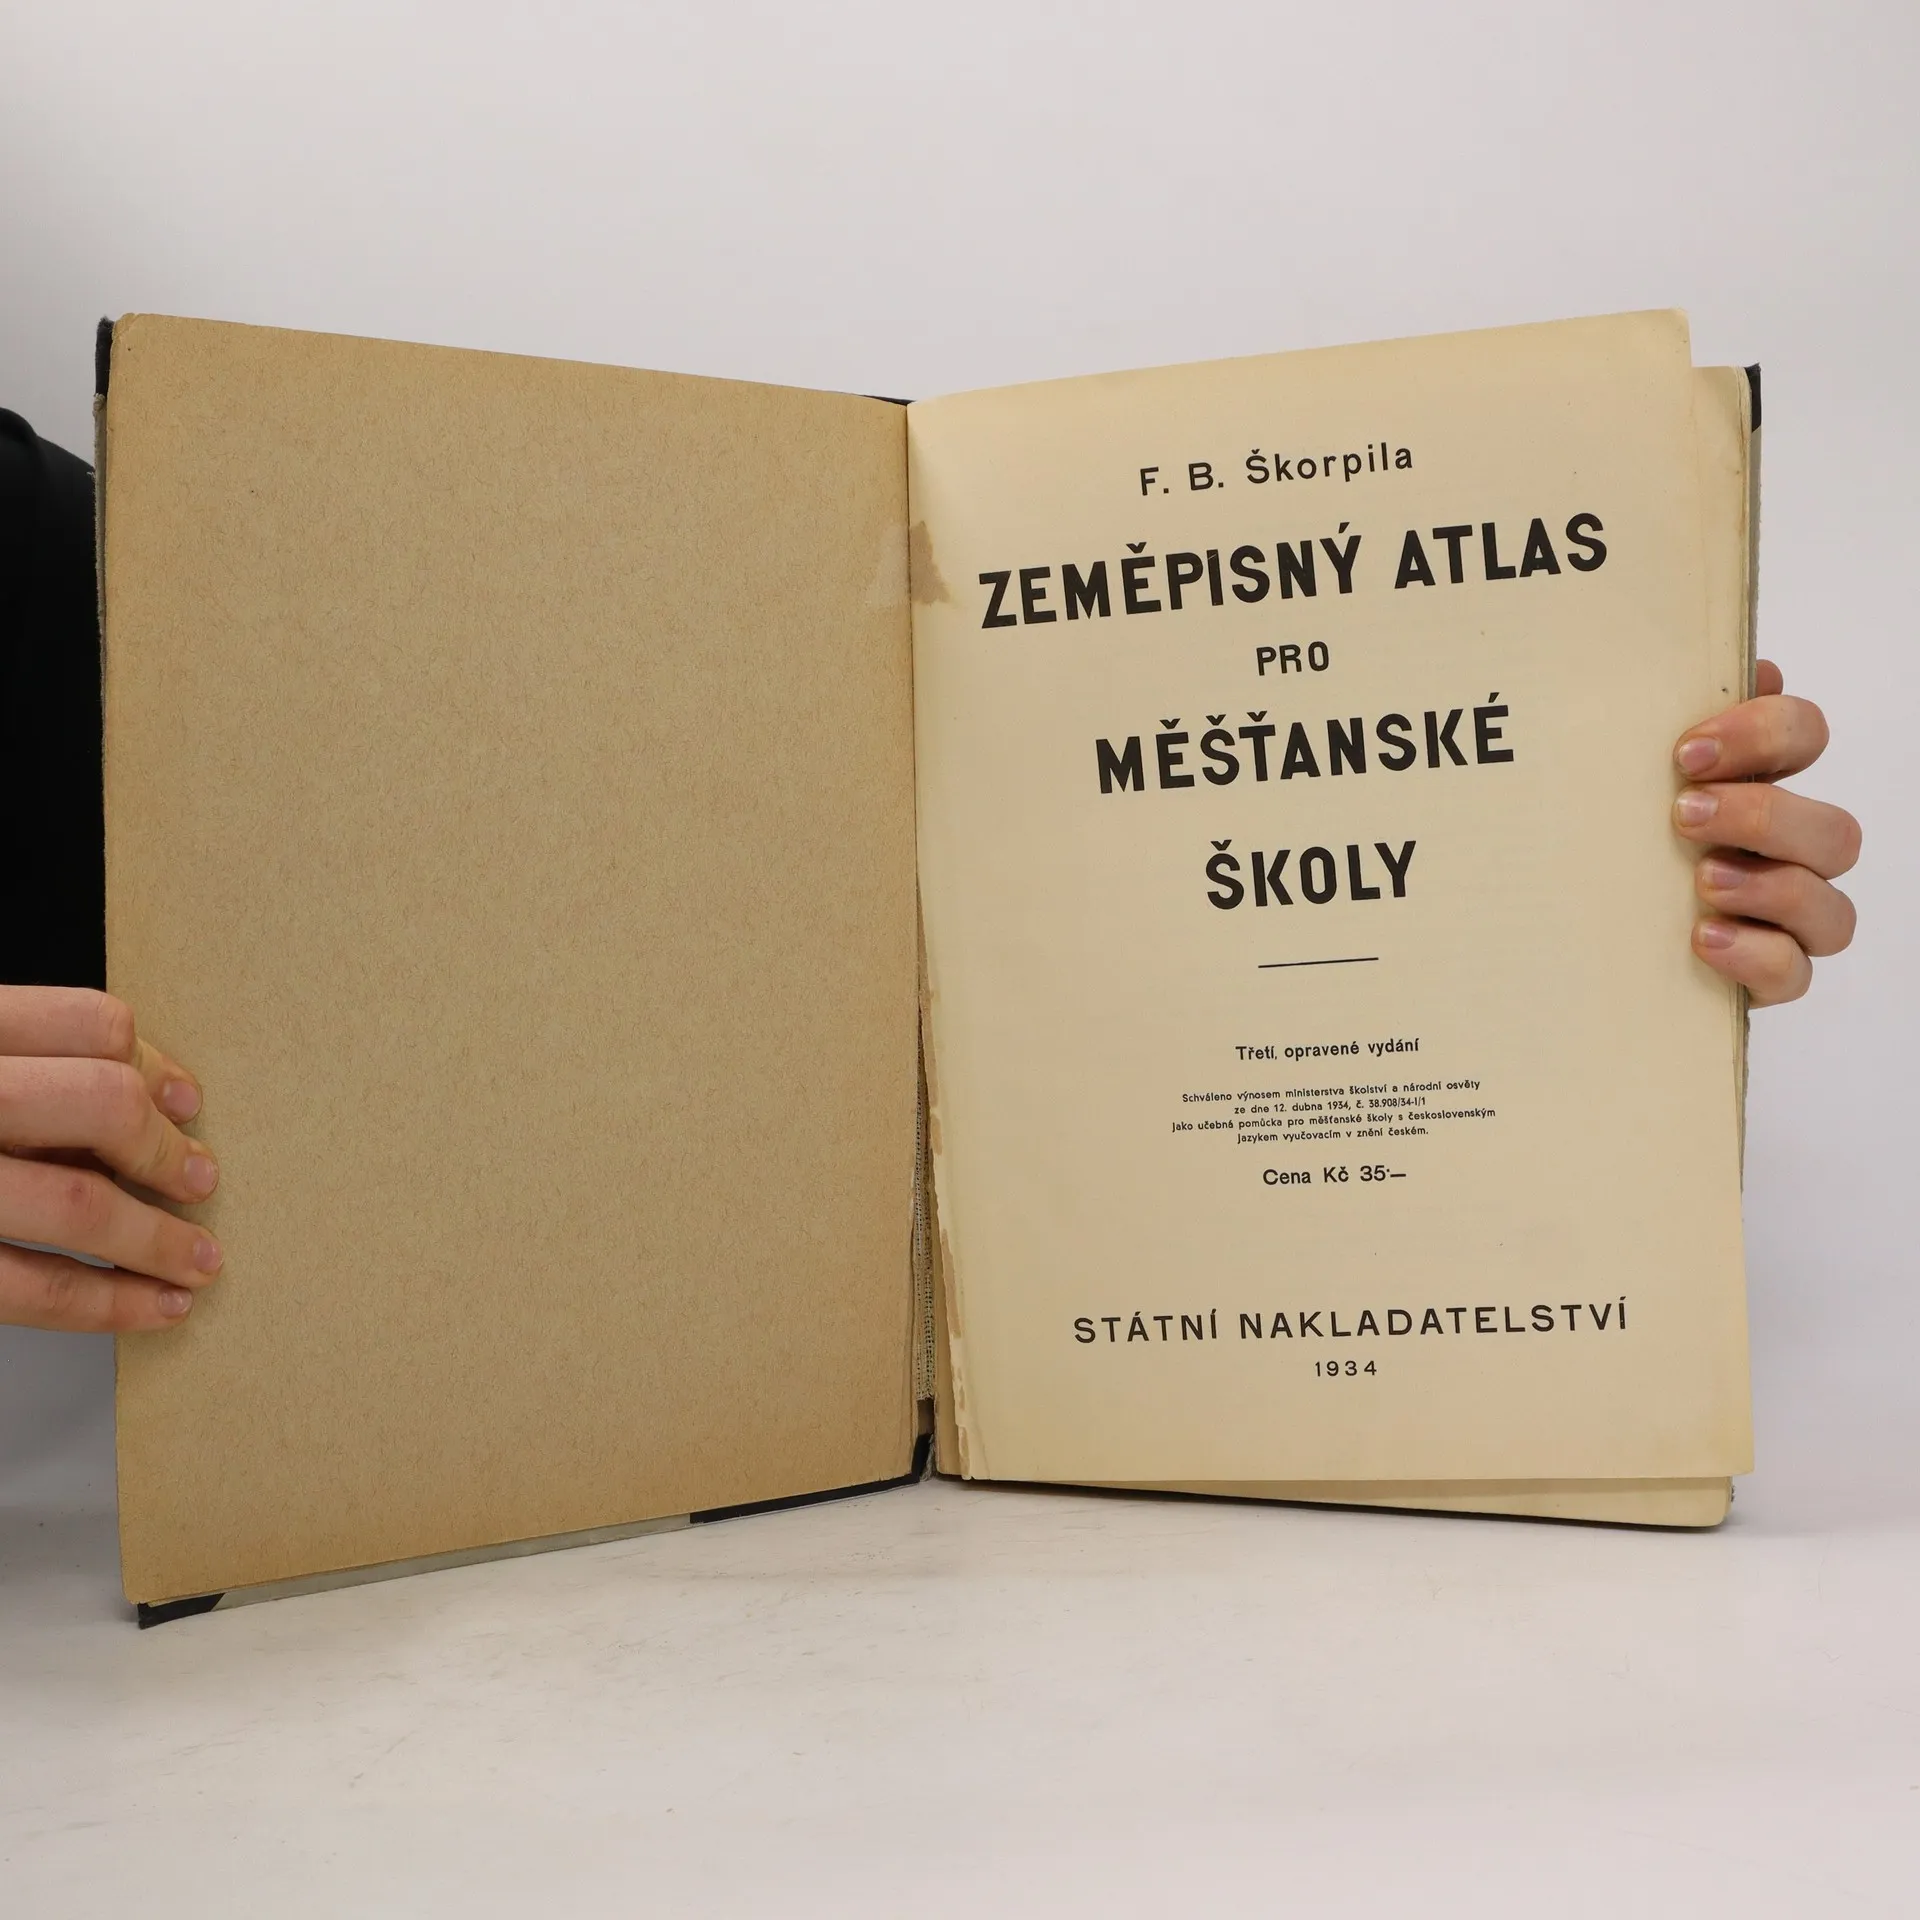 F. B. Škorpila
ZEMĚPISNÝ ATLAS
PRO
MĚŠŤANSKÉ
ŠKOLY
Třetí, opravené vydání
Schváleno výnosem ministerstva školství a národní osvěty
ze dne 12. dubna 1934, č. 38.908/34-I/1
jako učebná pomůcka pro měšťanské školy s československým
jazykem vyučovacím v znění českém.
Cena Kč 35·—
STÁTNÍ NAKLADATELSTVÍ
1934